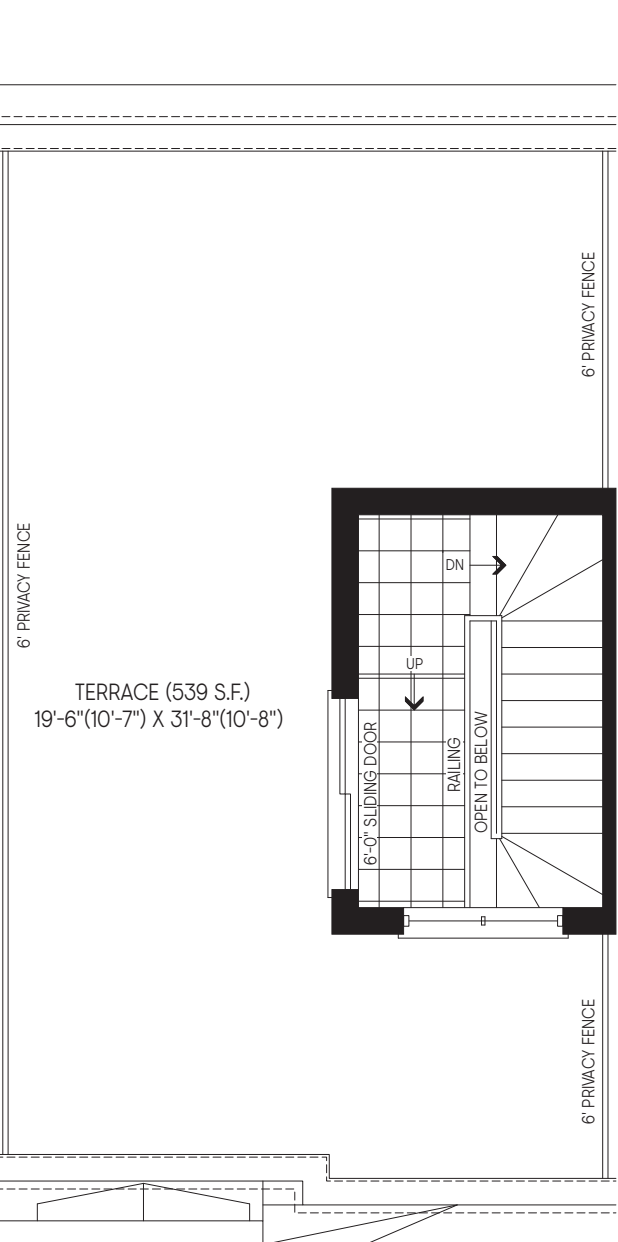 6' PRIVACY FENCE
6' PRIVACY FENCE
DN
UP
TERRACE (539 S.F.)
19'-6"(10'-7") X 31'-8"(10'-8")
6'-0" SLIDING DOOR
RAILING
OPEN TO BELOW
6' PRIVACY FENCE